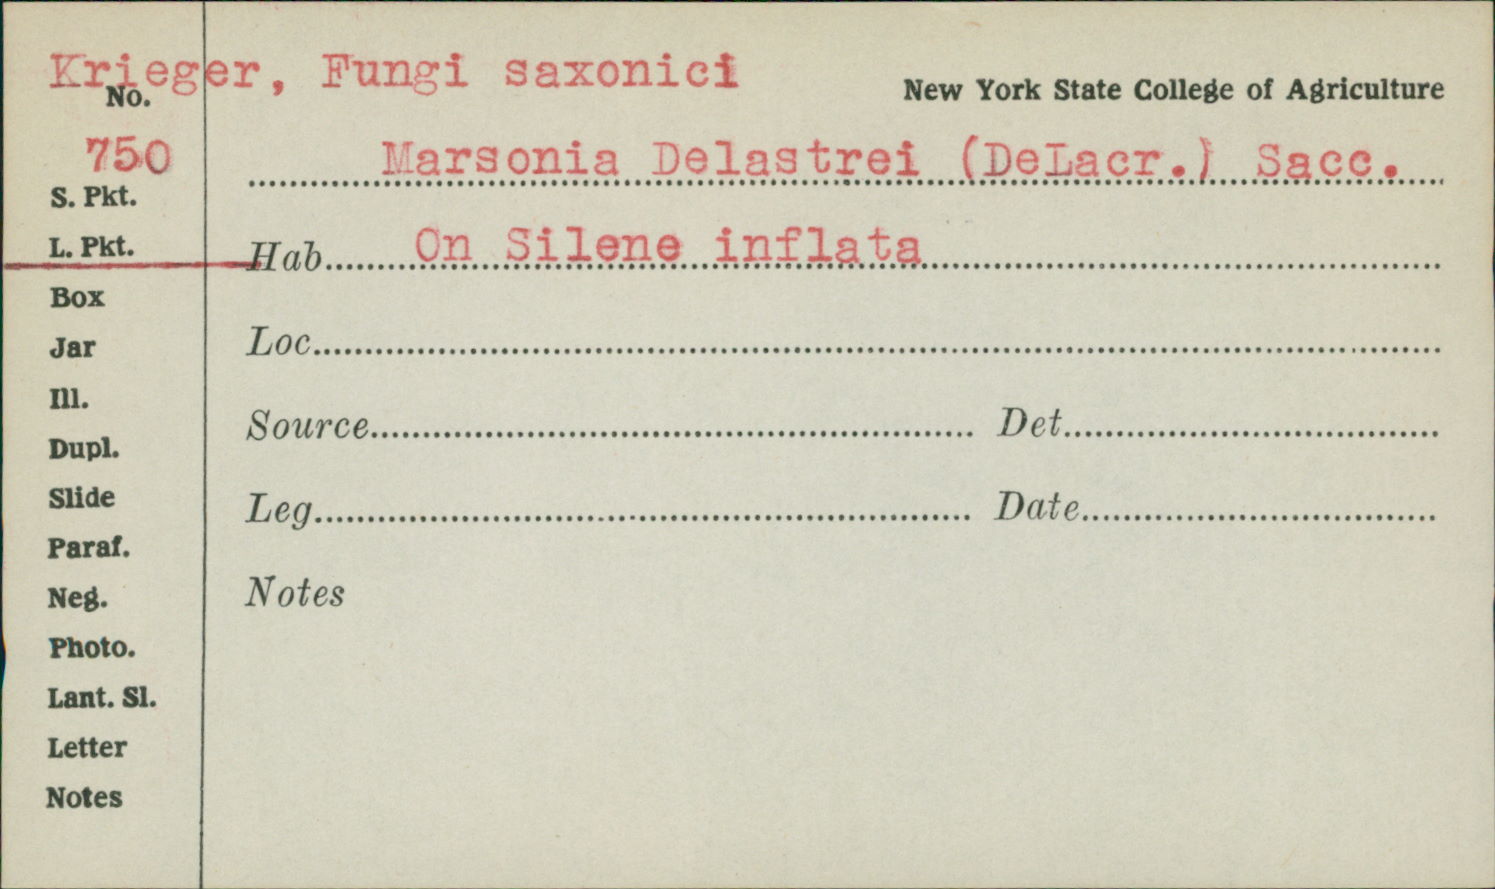 Krieger, Fungi saxonici
New York State College of Agriculture
No.
750
Marsonia Delastrei (DeLacr.) Sacc.
S. Pkt.
L. Pkt.
Hab. On Silene inflata
Box
Jar
Loc.
Ill.
Source Det.
Dupl.
Slide
Leg. Date
Paraf.
Neg.
Notes
Photo.
Lant. Sl.
Letter
Notes